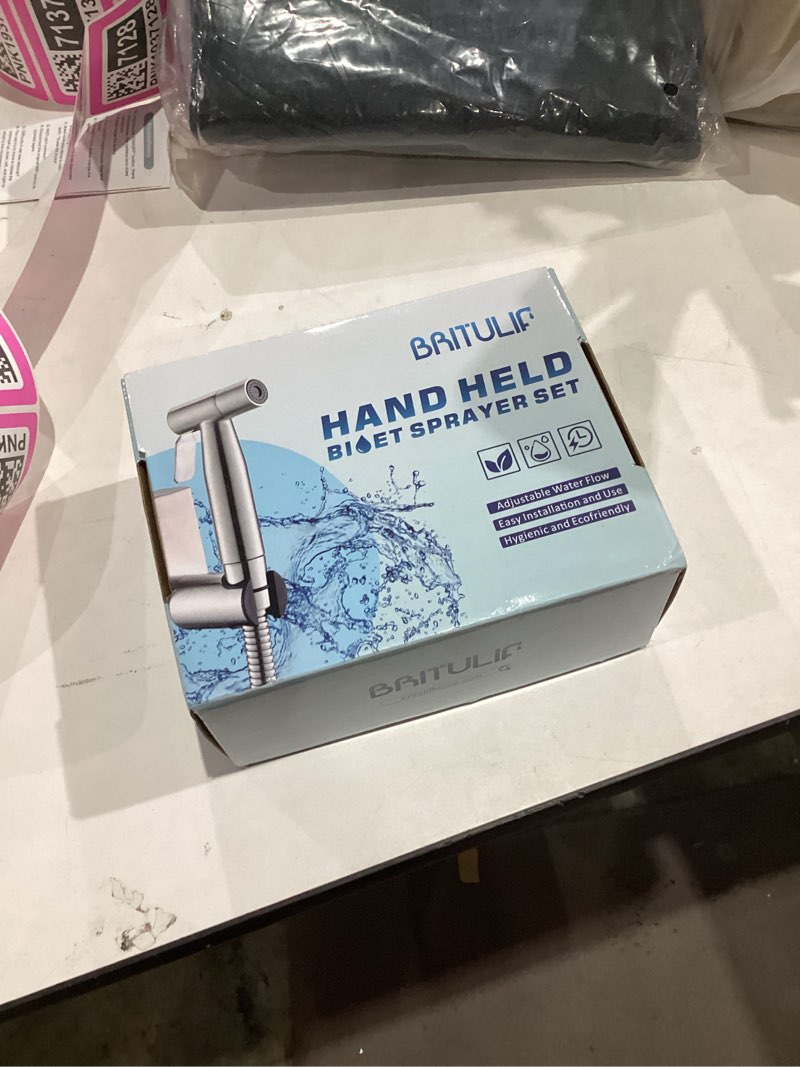 7137
7128
PNK
BRITULIF
HAND HELD
BIDET SPRAYER SET
Adjustable Water Flow
Easy Installation and Use
Hygienic and Ecofriendly
BRITULIF